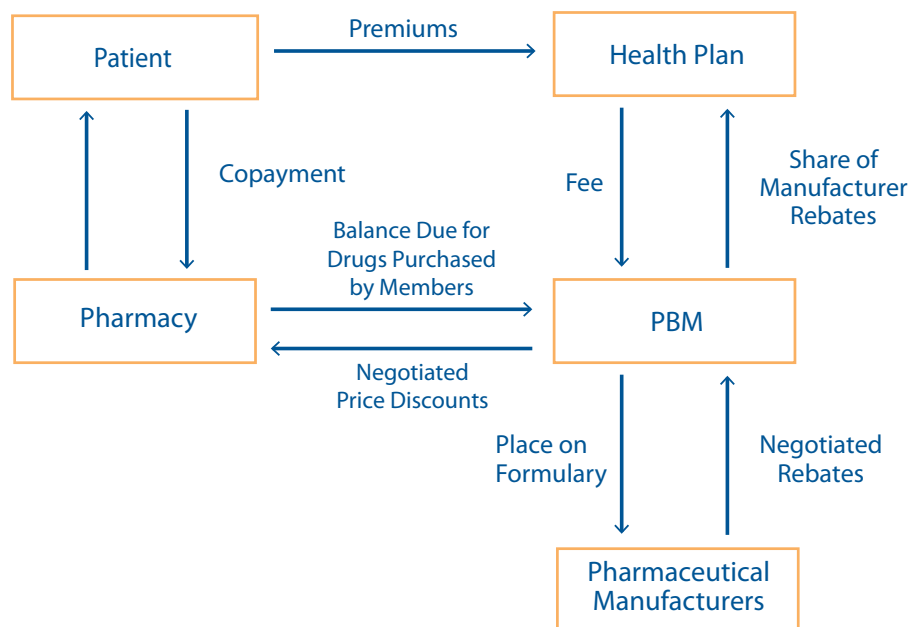 Premiums
Patient
Health Plan
Copayment
Fee
Share of
Manufacturer
Rebates
Balance Due for
Drugs Purchased
by Members
Pharmacy
PBM
Negotiated
Price Discounts
Place on
Formulary
Negotiated
Rebates
Pharmaceutical
Manufacturers